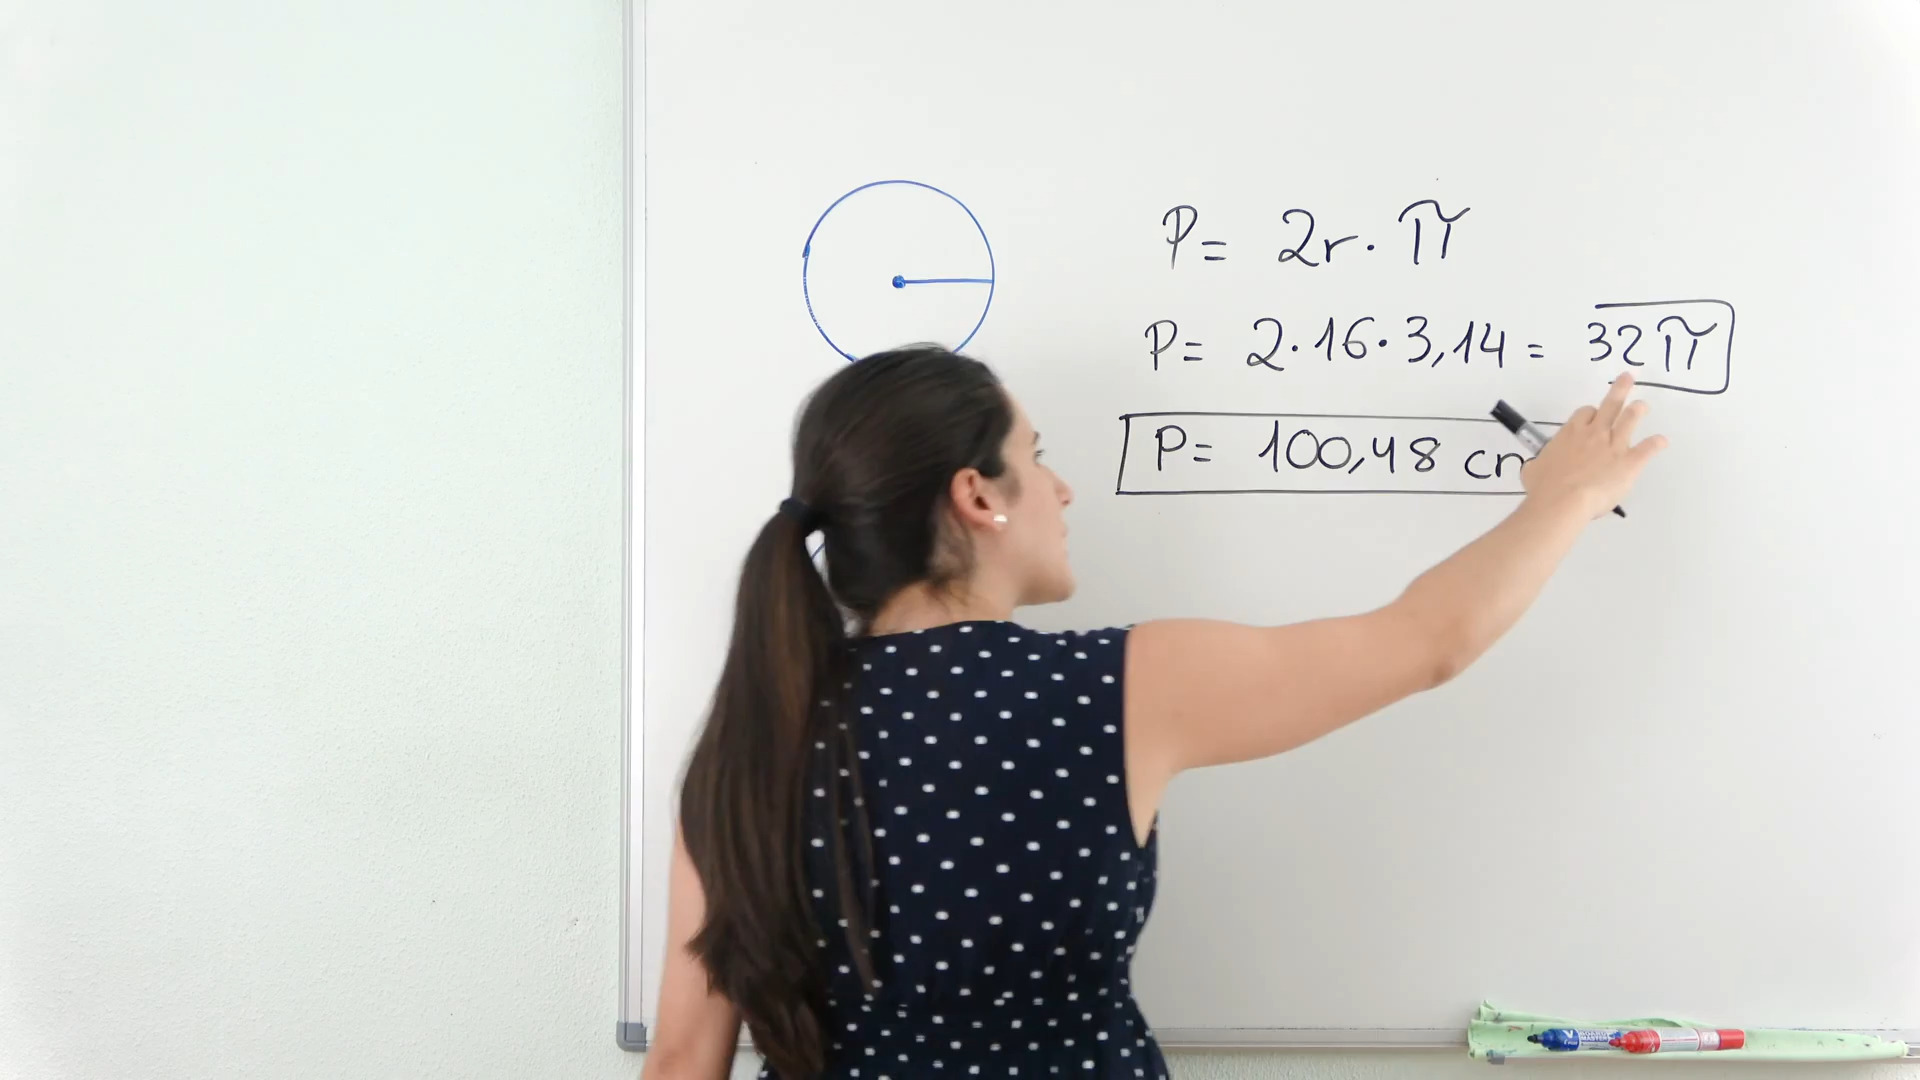 P = 2r · π
P = 2 · 16 · 3,14 = 32π
P = 100,48